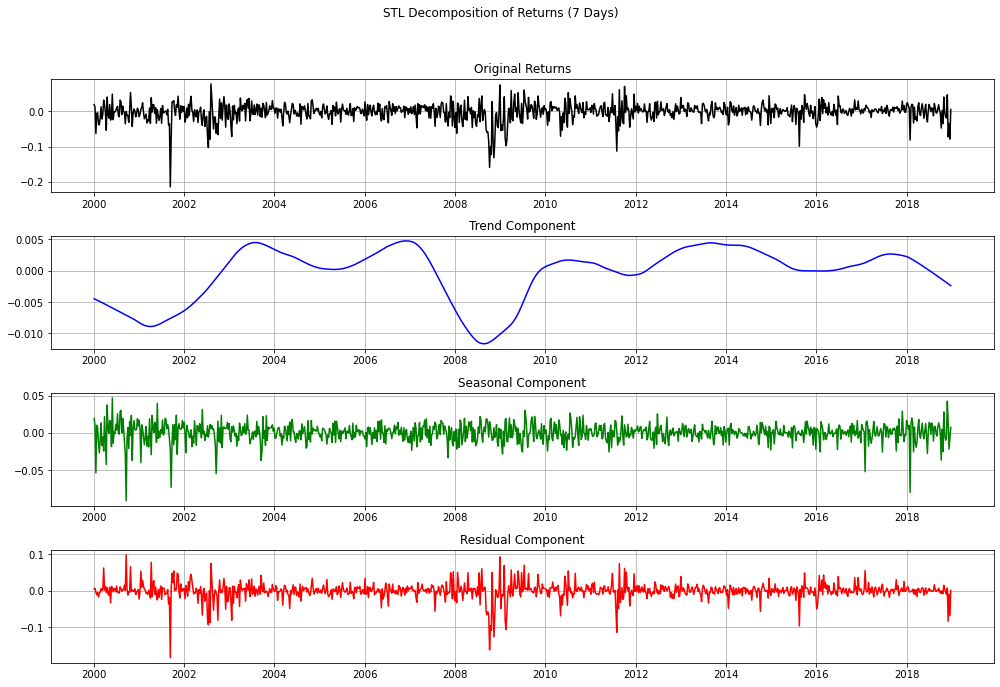 STL Decomposition of Returns (7 Days)
Original Returns
0.0
−0.1
−0.2
2000 2002 2004 2006 2008 2010 2012 2014 2016 2018
Trend Component
0.005
0.000
−0.005
−0.010
2000 2002 2004 2006 2008 2010 2012 2014 2016 2018
Seasonal Component
0.05
0.00
−0.05
2000 2002 2004 2006 2008 2010 2012 2014 2016 2018
Residual Component
0.1
0.0
−0.1
2000 2002 2004 2006 2008 2010 2012 2014 2016 2018